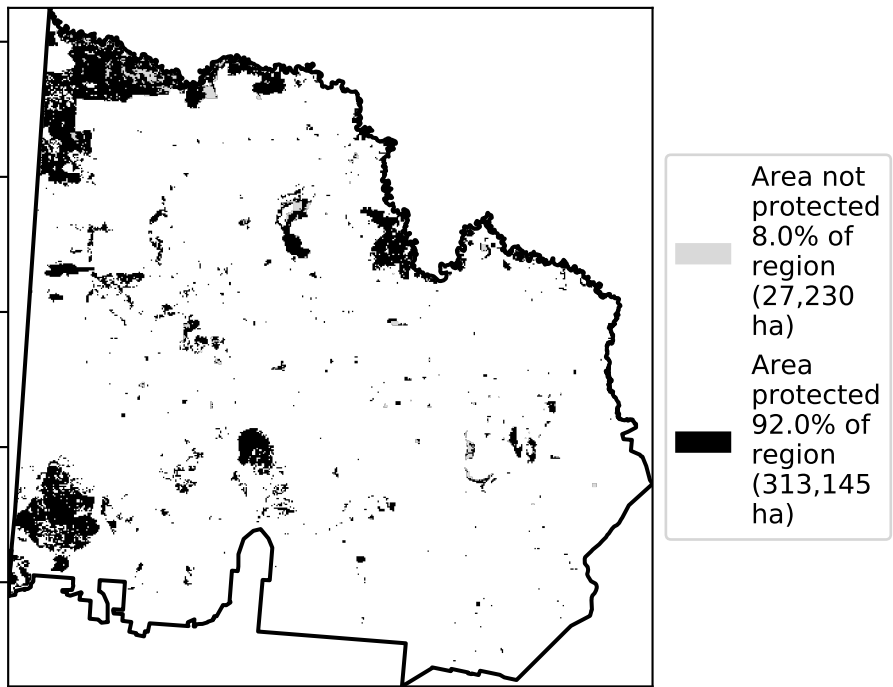 Area not
protected
8.0% of
region
(27,230
ha)
Area
protected
92.0% of
region
(313,145
ha)